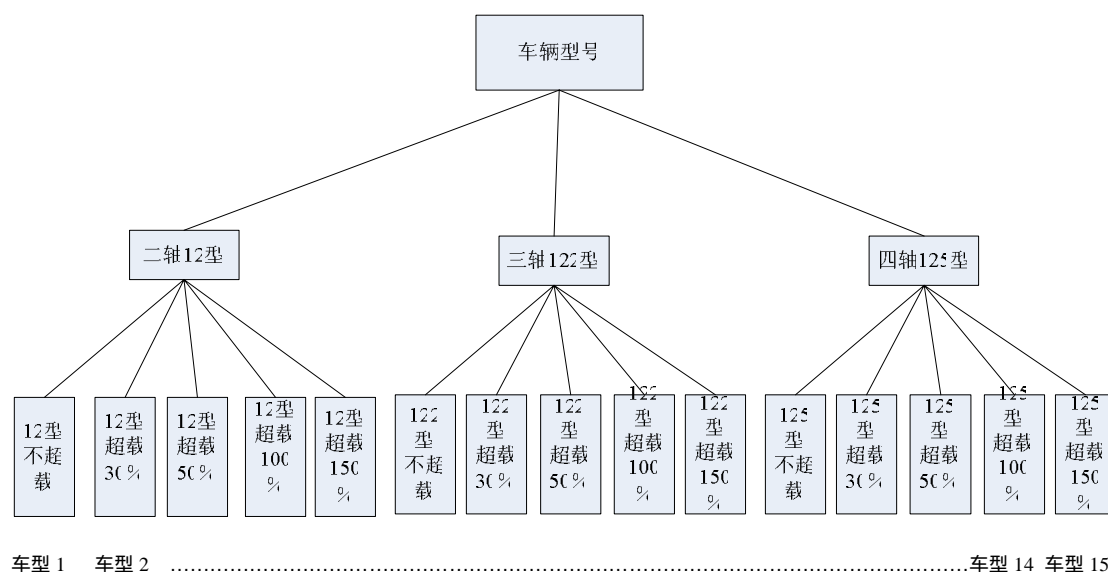 车辆型号
二轴12型
三轴122型
四轴125型
12型
不超
载
12型
超载
30%
12型
超载
50%
12型
超载
100
%
12型
超载
150
%
122
型
不超
载
122
型
超载
30%
122
型
超载
50%
122
型
超载
100
%
122
型
超载
150
%
125
型
不超
载
125
型
超载
30%
125
型
超载
50%
125
型
超载
100
%
125
型
超载
150
%
车型 1 车型 2 ……………………………………………………………………………………车型 14 车型 15